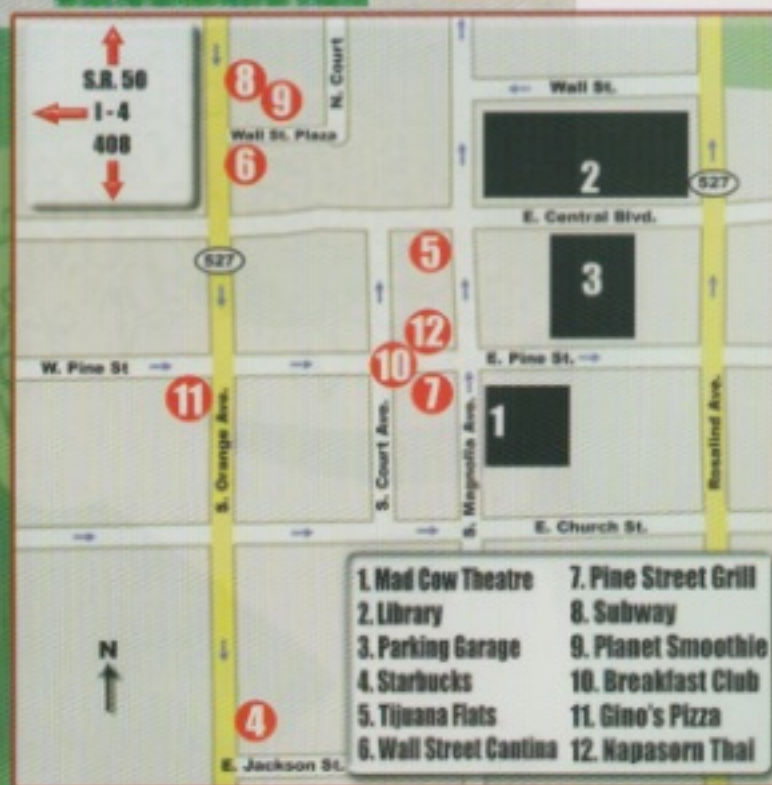 S.R. 50
I-4
408
N. Court
8
9
Wall St. Plaza
6
Wall St.
2
527
E. Central Blvd.
527
5
3
12
W. Pine St
10
E. Pine St.
11
7
1
S. Orange Ave.
S. Court Ave.
S. Magnolia Ave.
Rosalind Ave.
E. Church St.
N
4
E. Jackson St.
1. Mad Cow Theatre
2. Library
3. Parking Garage
4. Starbucks
5. Tijuana Flats
6. Wall Street Cantina
7. Pine Street Grill
8. Subway
9. Planet Smoothie
10. Breakfast Club
11. Gino's Pizza
12. Napasorn Thai